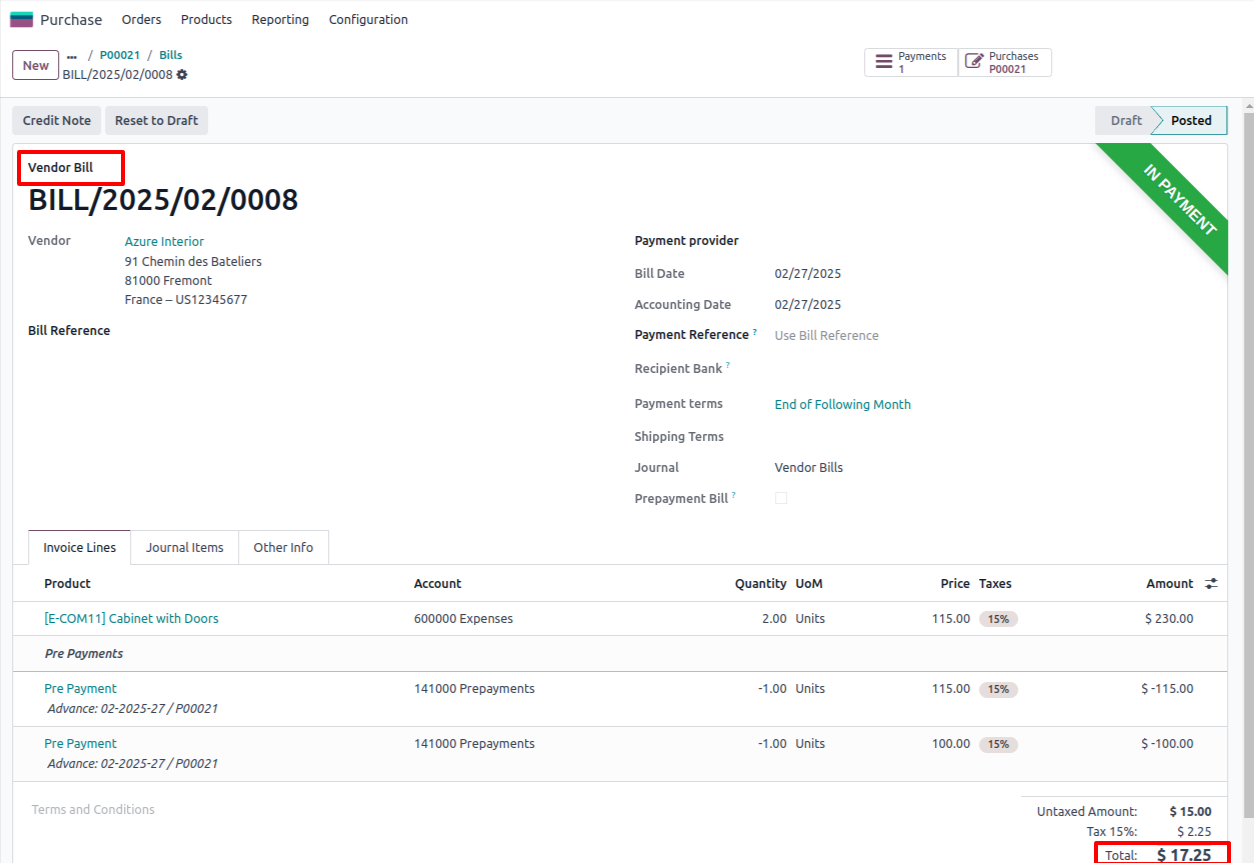 Purchase Orders Products Reporting Configuration
New ... / P00021 / Bills
BILL/2025/02/0008
Payments 1
Purchases P00021
Credit Note Reset to Draft
Draft Posted
Vendor Bill
BILL/2025/02/0008
IN PAYMENT
Vendor Azure Interior
91 Chemin des Bateliers
81000 Fremont
France – US12345677
Bill Reference
Payment provider
Bill Date 02/27/2025
Accounting Date 02/27/2025
Payment Reference ? Use Bill Reference
Recipient Bank ?
Payment terms End of Following Month
Shipping Terms
Journal Vendor Bills
Prepayment Bill ?
Invoice Lines Journal Items Other Info
Product Account Quantity UoM Price Taxes Amount
[E-COM11] Cabinet with Doors 600000 Expenses 2.00 Units 115.00 15% $ 230.00
Pre Payments
Pre Payment 141000 Prepayments -1.00 Units 115.00 15% $ -115.00
Advance: 02-2025-27 / P00021
Pre Payment 141000 Prepayments -1.00 Units 100.00 15% $ -100.00
Advance: 02-2025-27 / P00021
Terms and Conditions
Untaxed Amount: $ 15.00
Tax 15%: $ 2.25
Total: $ 17.25